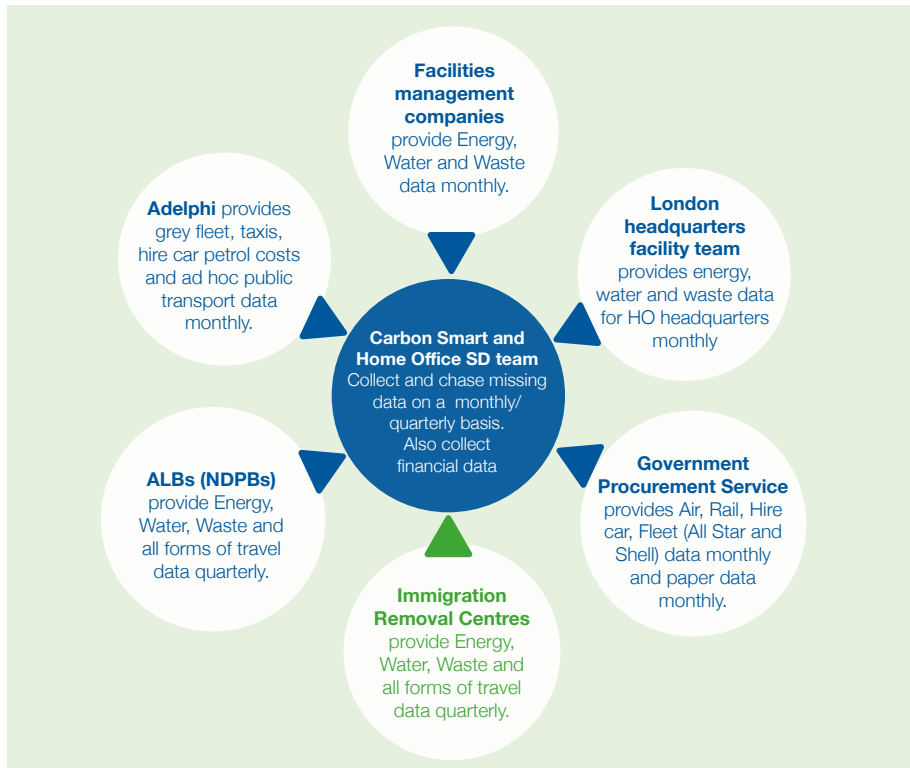 Facilities
management
companies
provide Energy,
Water and Waste
data monthly.
London
headquarters
facility team
provides energy,
water and waste data
for HO headquarters
monthly
Adelphi provides
grey fleet, taxis,
hire car petrol costs
and ad hoc public
transport data
monthly.
Carbon Smart and
Home Office SD team
Collect and chase missing
data on a monthly/
quarterly basis.
Also collect
financial data
ALBs (NDPBs)
provide Energy,
Water, Waste and
all forms of travel
data quarterly.
Government
Procurement Service
provides Air, Rail, Hire
car, Fleet (All Star and
Shell) data monthly
and paper data
monthly.
Immigration
Removal Centres
provide Energy,
Water, Waste and
all forms of travel
data quarterly.